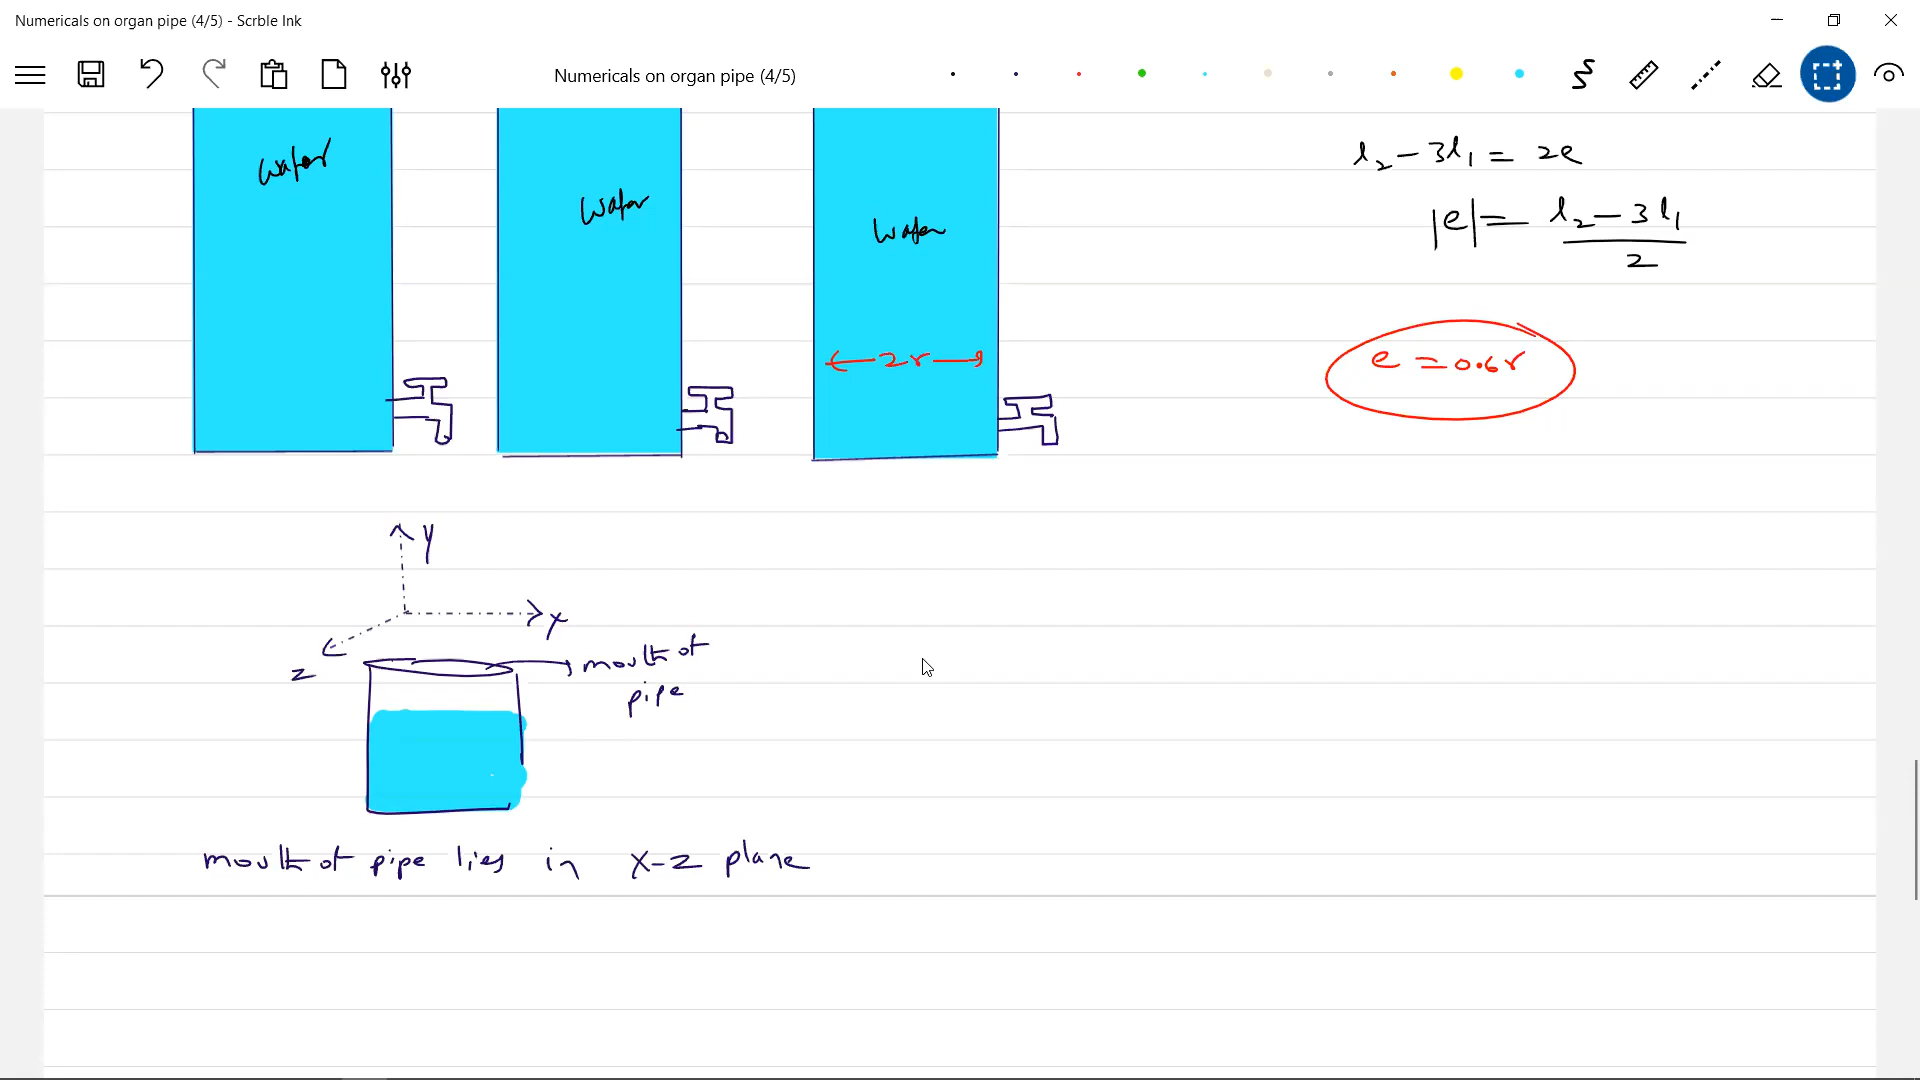 Numericals on organ pipe (4/5) - Scrble Ink
Numericals on organ pipe (4/5)
water
water
water
l₂ - 3l₁ = 2e
|e| = l₂ - 3l₁
2
2r
e = 0.6r
y
x
z
mouth of
pipe
mouth of pipe lies in X-Z plane